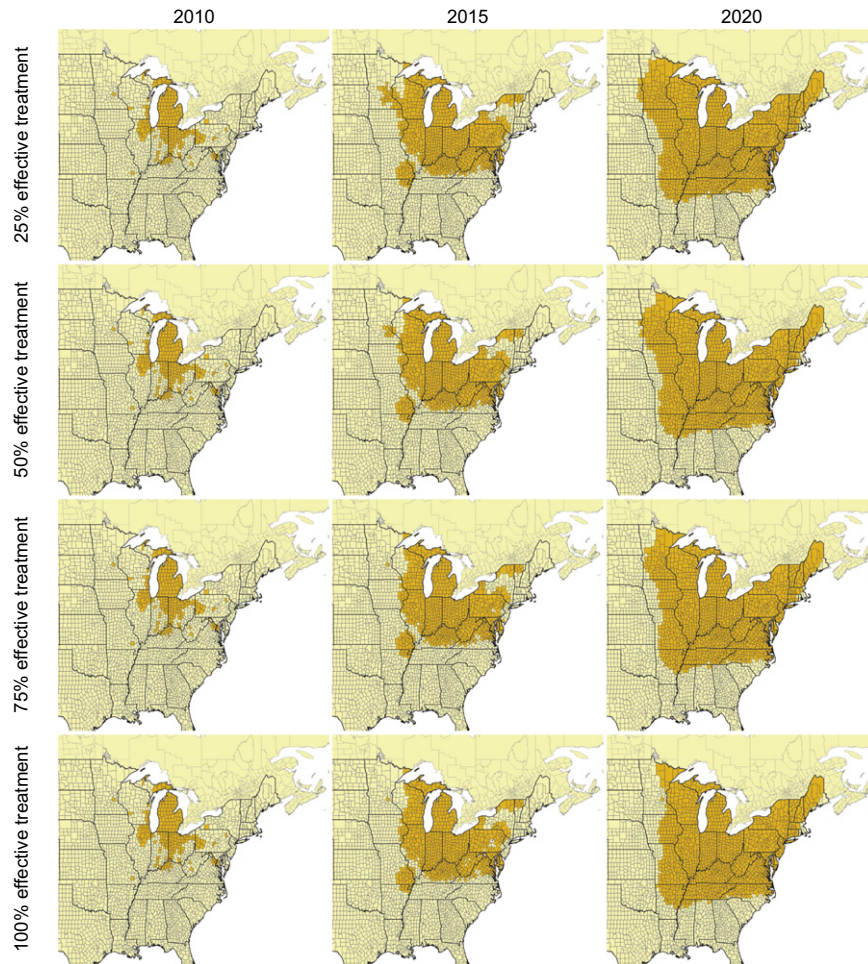 2010 2015 2020
25% effective treatment
50% effective treatment
75% effective treatment
100% effective treatment